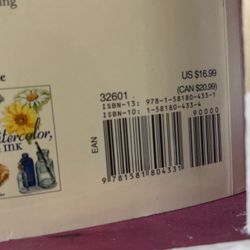 ing
e
US $16.99
(CAN $20.99)
32601
ISBN-13: 978-1-58180-433-1
ISBN-10: 1-58180-433-4
90000
EAN
9 781581 804331
tercolor,
ink